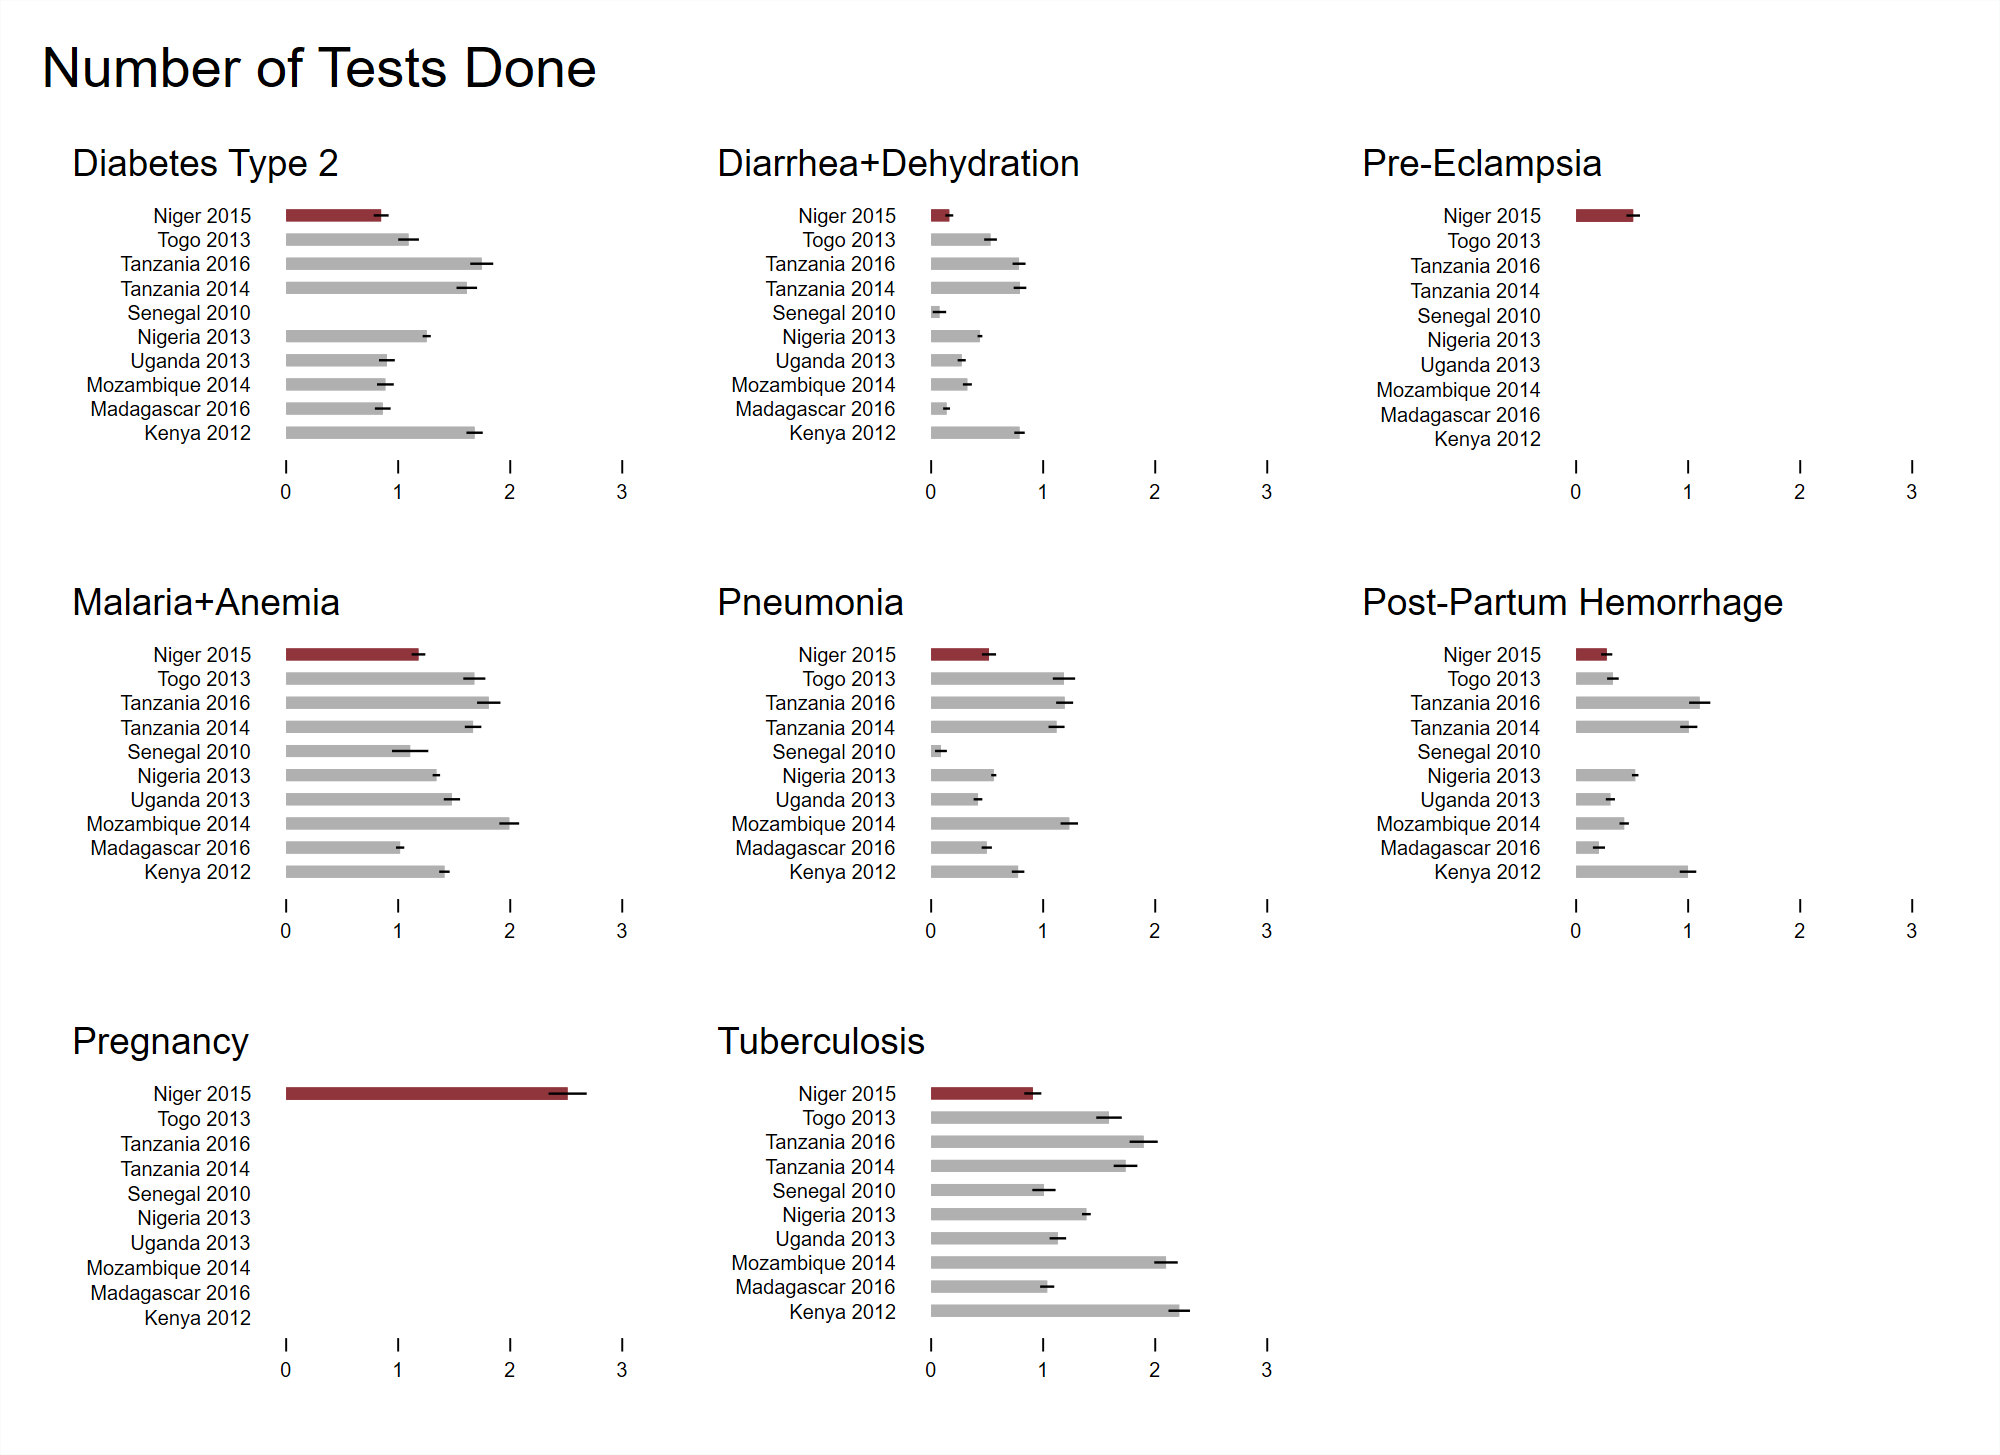 Number of Tests Done
Diabetes Type 2
Niger 2015
Togo 2013
Tanzania 2016
Tanzania 2014
Senegal 2010
Nigeria 2013
Uganda 2013
Mozambique 2014
Madagascar 2016
Kenya 2012
0 1 2 3
Diarrhea+Dehydration
Niger 2015
Togo 2013
Tanzania 2016
Tanzania 2014
Senegal 2010
Nigeria 2013
Uganda 2013
Mozambique 2014
Madagascar 2016
Kenya 2012
0 1 2 3
Pre-Eclampsia
Niger 2015
Togo 2013
Tanzania 2016
Tanzania 2014
Senegal 2010
Nigeria 2013
Uganda 2013
Mozambique 2014
Madagascar 2016
Kenya 2012
0 1 2 3
Malaria+Anemia
Niger 2015
Togo 2013
Tanzania 2016
Tanzania 2014
Senegal 2010
Nigeria 2013
Uganda 2013
Mozambique 2014
Madagascar 2016
Kenya 2012
0 1 2 3
Pneumonia
Niger 2015
Togo 2013
Tanzania 2016
Tanzania 2014
Senegal 2010
Nigeria 2013
Uganda 2013
Mozambique 2014
Madagascar 2016
Kenya 2012
0 1 2 3
Post-Partum Hemorrhage
Niger 2015
Togo 2013
Tanzania 2016
Tanzania 2014
Senegal 2010
Nigeria 2013
Uganda 2013
Mozambique 2014
Madagascar 2016
Kenya 2012
0 1 2 3
Pregnancy
Niger 2015
Togo 2013
Tanzania 2016
Tanzania 2014
Senegal 2010
Nigeria 2013
Uganda 2013
Mozambique 2014
Madagascar 2016
Kenya 2012
0 1 2 3
Tuberculosis
Niger 2015
Togo 2013
Tanzania 2016
Tanzania 2014
Senegal 2010
Nigeria 2013
Uganda 2013
Mozambique 2014
Madagascar 2016
Kenya 2012
0 1 2 3